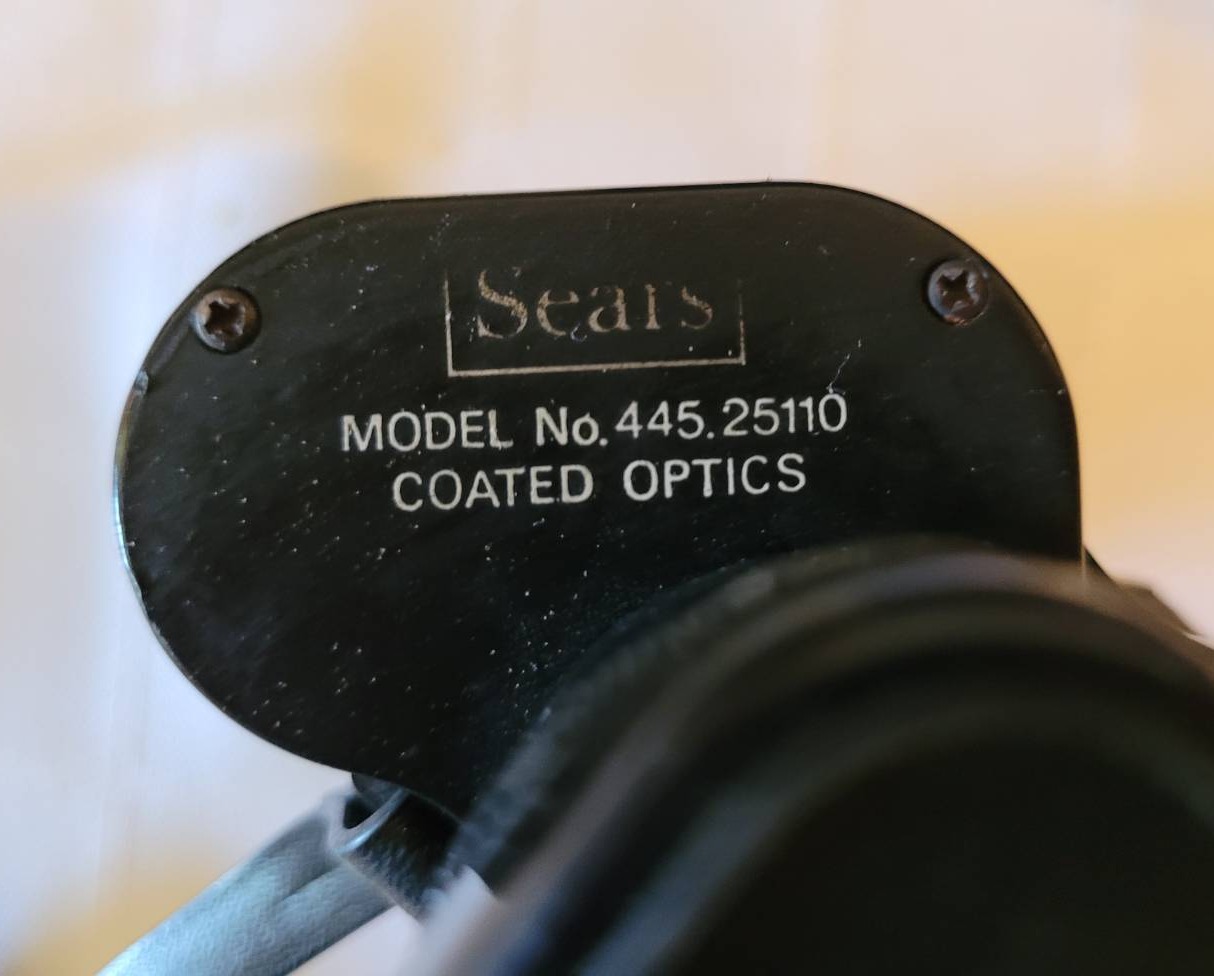 Sears
MODEL No. 445.25110
COATED OPTICS